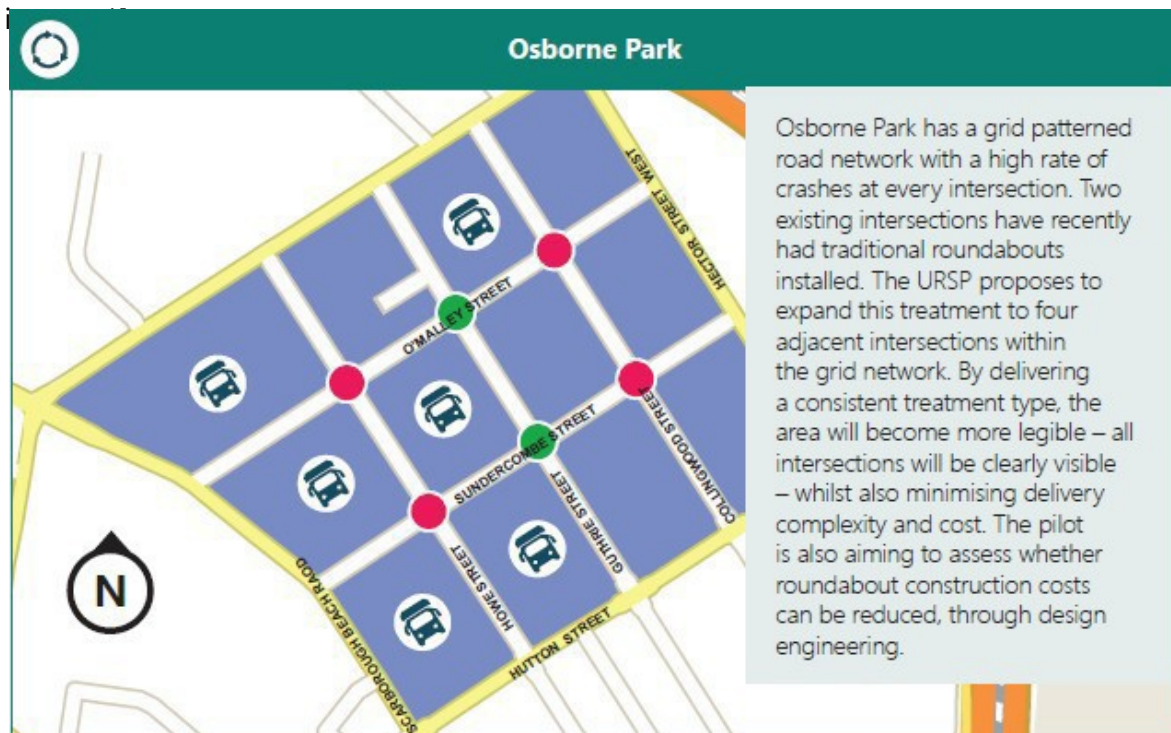 Osborne Park
Osborne Park has a grid patterned
road network with a high rate of
crashes at every intersection. Two
existing intersections have recently
had traditional roundabouts
installed. The URSP proposes to
expand this treatment to four
adjacent intersections within
the grid network. By delivering
a consistent treatment type, the
area will become more legible – all
intersections will be clearly visible
– whilst also minimising delivery
complexity and cost. The pilot
is also aiming to assess whether
roundabout construction costs
can be reduced, through design
engineering.
HECTOR STREET WEST
O'MALLEY STREET
SUNDERCOMBE STREET
COLLINGWOOD STREET
GUTHRIE STREET
HOWE STREET
HUTTON STREET
SCARBOROUGH BEACH RAOD
N